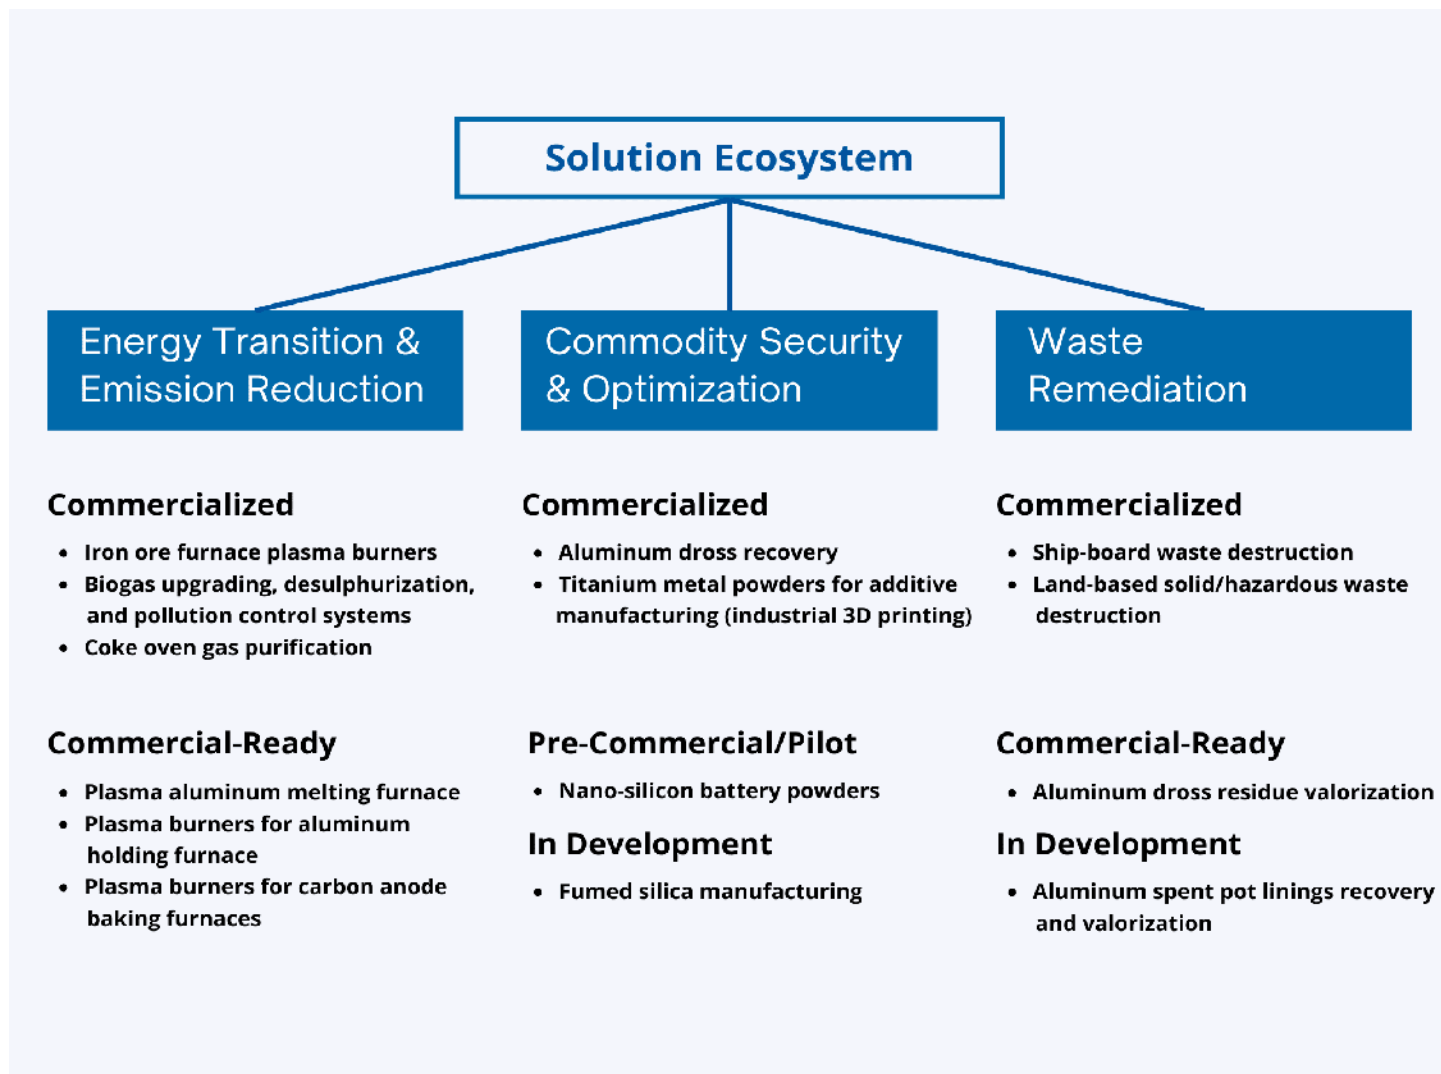 Solution Ecosystem
Energy Transition &
Emission Reduction
Commercialized
• Iron ore furnace plasma burners
• Biogas upgrading, desulphurization,
and pollution control systems
• Coke oven gas purification
Commercial-Ready
• Plasma aluminum melting furnace
• Plasma burners for aluminum
holding furnace
• Plasma burners for carbon anode
baking furnaces
Commodity Security
& Optimization
Commercialized
• Aluminum dross recovery
• Titanium metal powders for additive
manufacturing (industrial 3D printing)
Pre-Commercial/Pilot
• Nano-silicon battery powders
In Development
• Fumed silica manufacturing
Waste
Remediation
Commercialized
• Ship-board waste destruction
• Land-based solid/hazardous waste
destruction
Commercial-Ready
• Aluminum dross residue valorization
In Development
• Aluminum spent pot linings recovery
and valorization